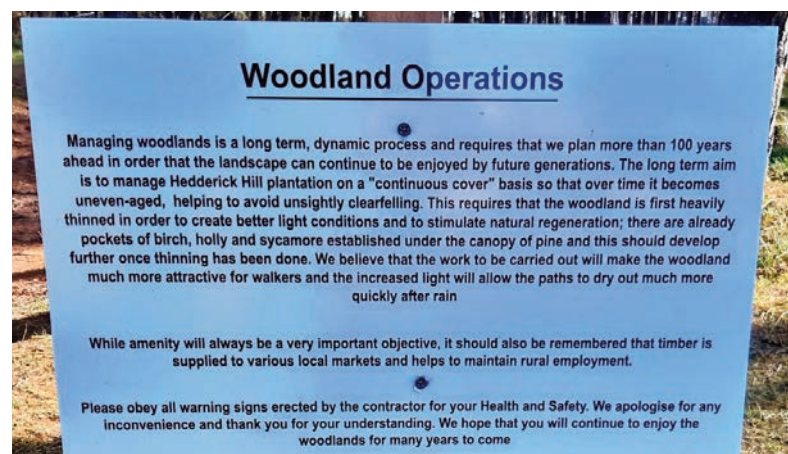 Woodland Operations
Managing woodlands is a long term, dynamic process and requires that we plan more than 100 years
ahead in order that the landscape can continue to be enjoyed by future generations. The long term aim
is to manage Hedderick Hill plantation on a "continuous cover" basis so that over time it becomes
uneven-aged, helping to avoid unsightly clearfelling. This requires that the woodland is first heavily
thinned in order to create better light conditions and to stimulate natural regeneration; there are already
pockets of birch, holly and sycamore established under the canopy of pine and this should develop
further once thinning has been done. We believe that the work to be carried out will make the woodland
much more attractive for walkers and the increased light will allow the paths to dry out much more
quickly after rain
While amenity will always be a very important objective, it should also be remembered that timber is
supplied to various local markets and helps to maintain rural employment.
Please obey all warning signs erected by the contractor for your Health and Safety. We apologise for any
inconvenience and thank you for your understanding. We hope that you will continue to enjoy the
woodlands for many years to come